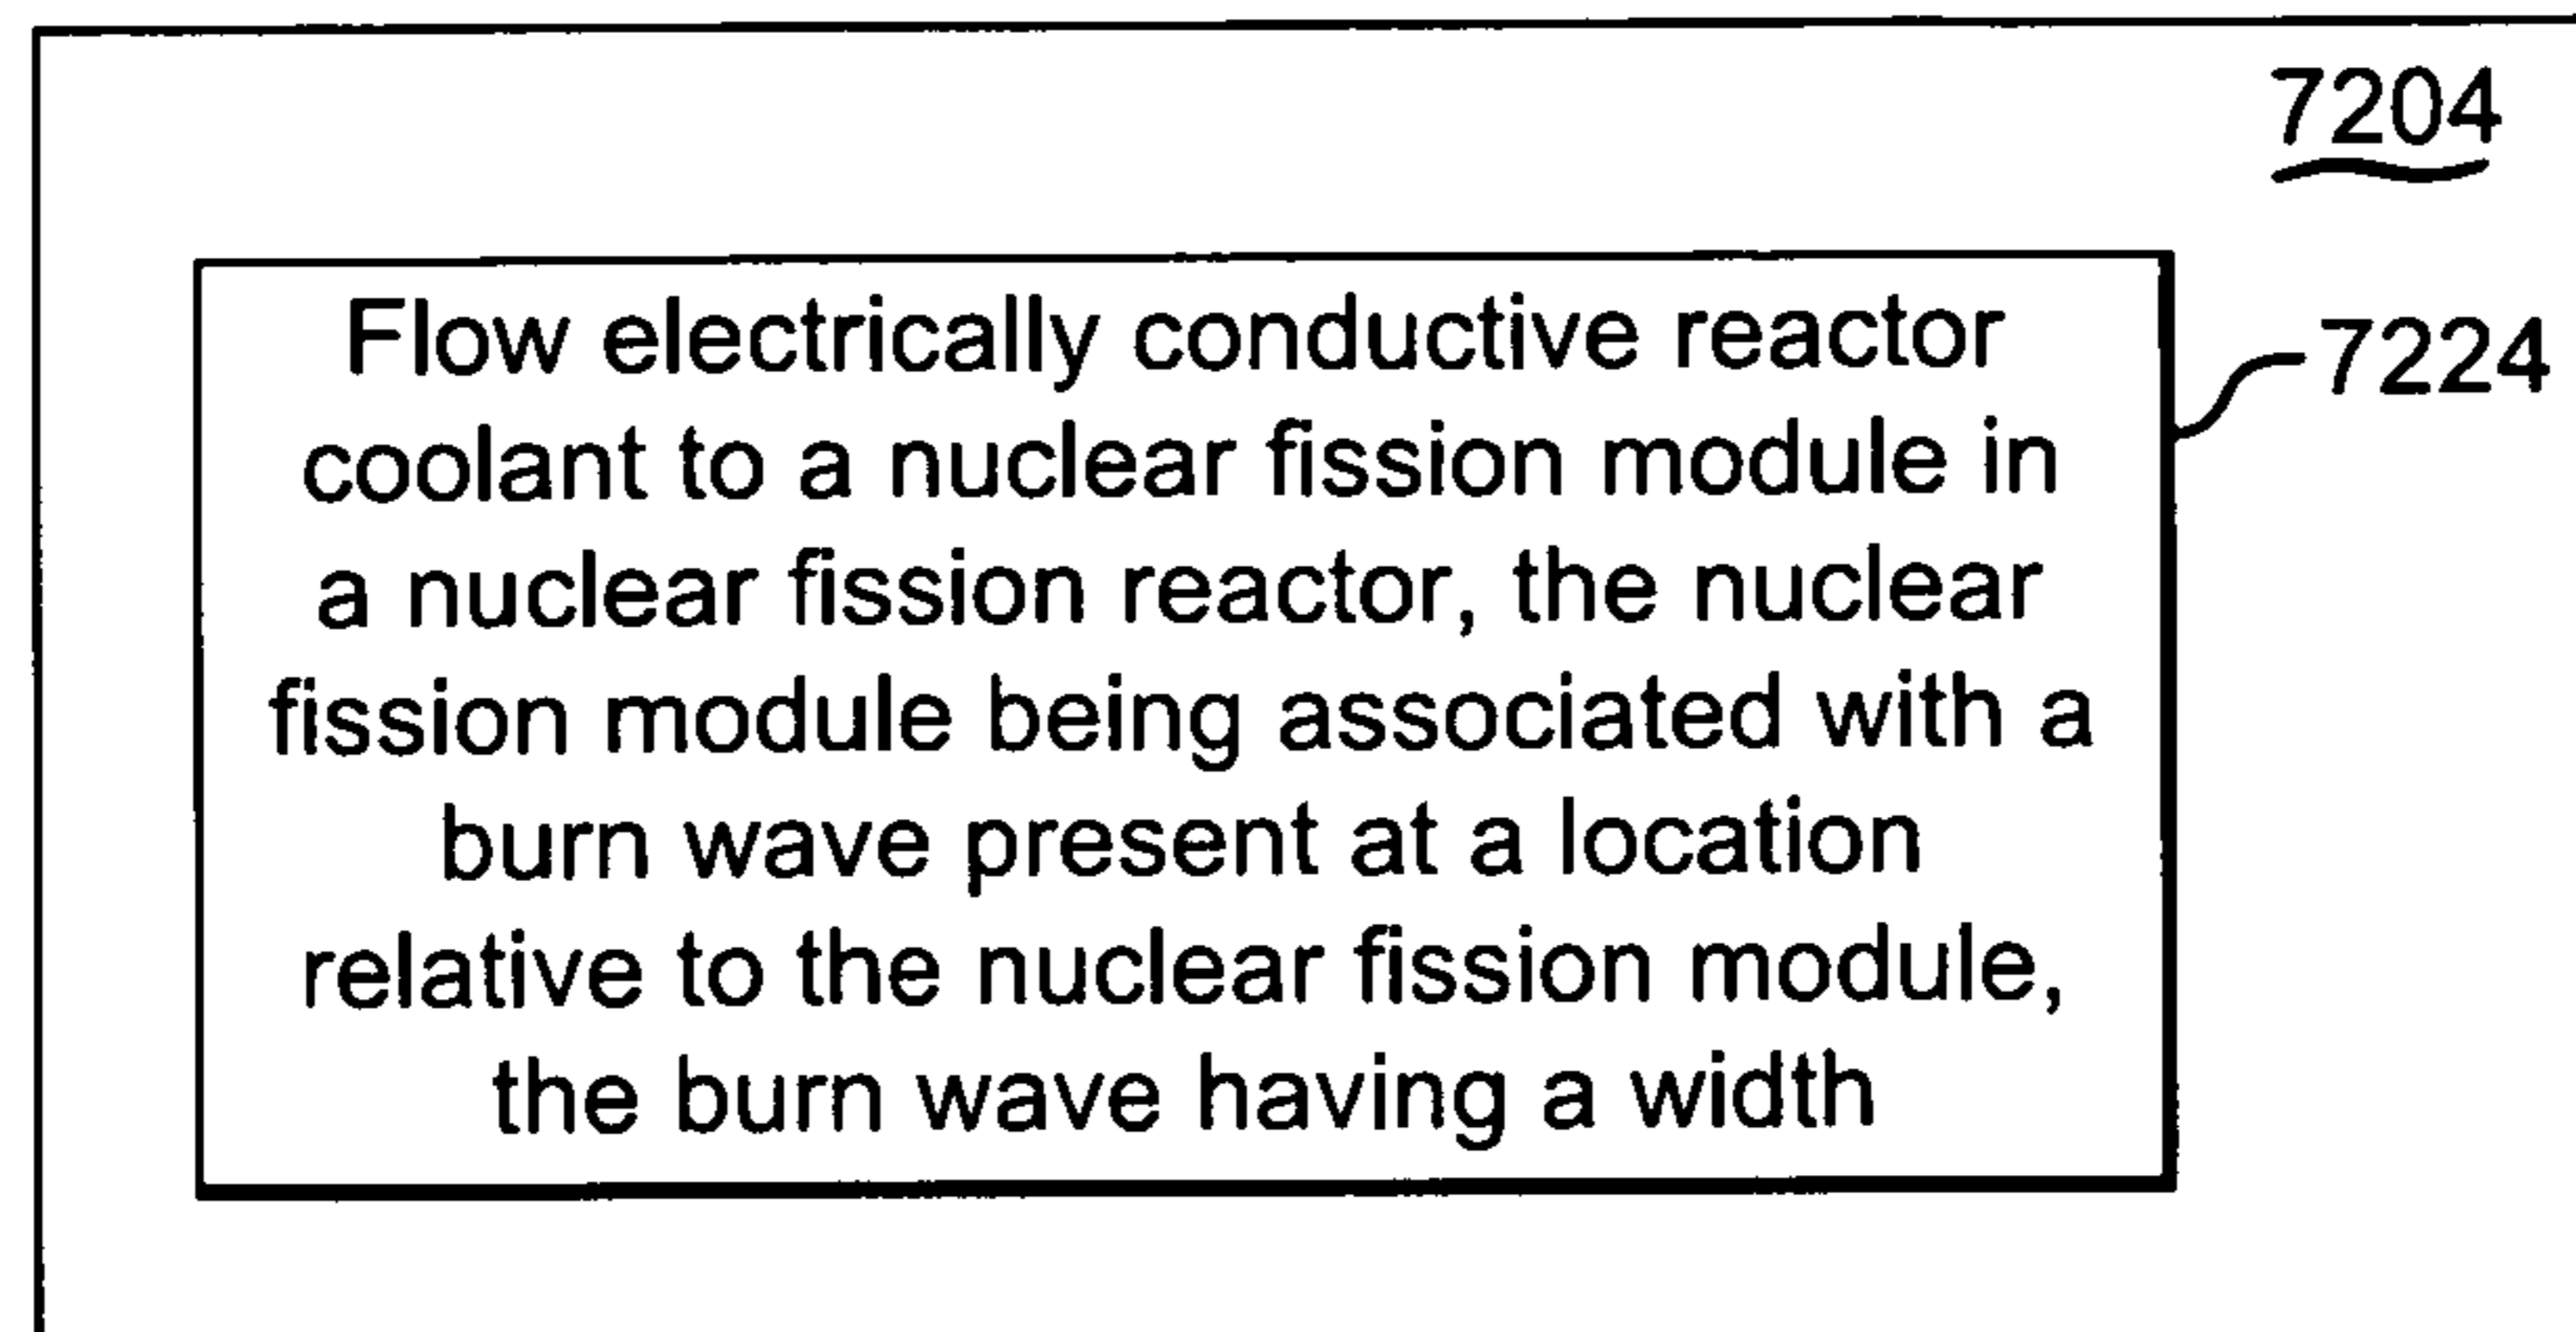 7204
Flow electrically conductive reactor
coolant to a nuclear fission module in
a nuclear fission reactor, the nuclear
fission module being associated with a
burn wave present at a location
relative to the nuclear fission module,
the burn wave having a width
7224